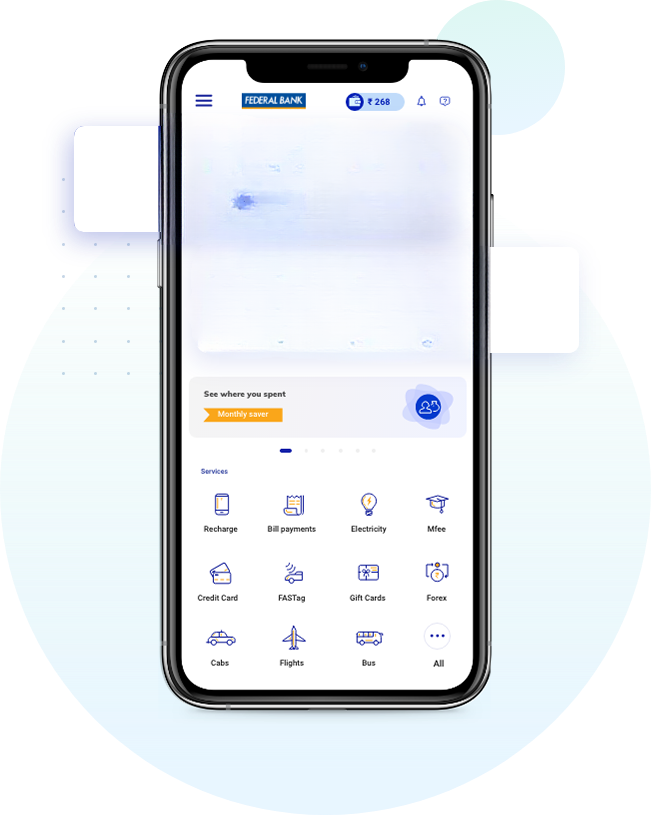 FEDERAL BANK
₹ 268
See where you spent
Monthly saver
Services
Recharge
Bill payments
Electricity
Mfee
Credit Card
FASTag
Gift Cards
Forex
Cabs
Flights
Bus
All